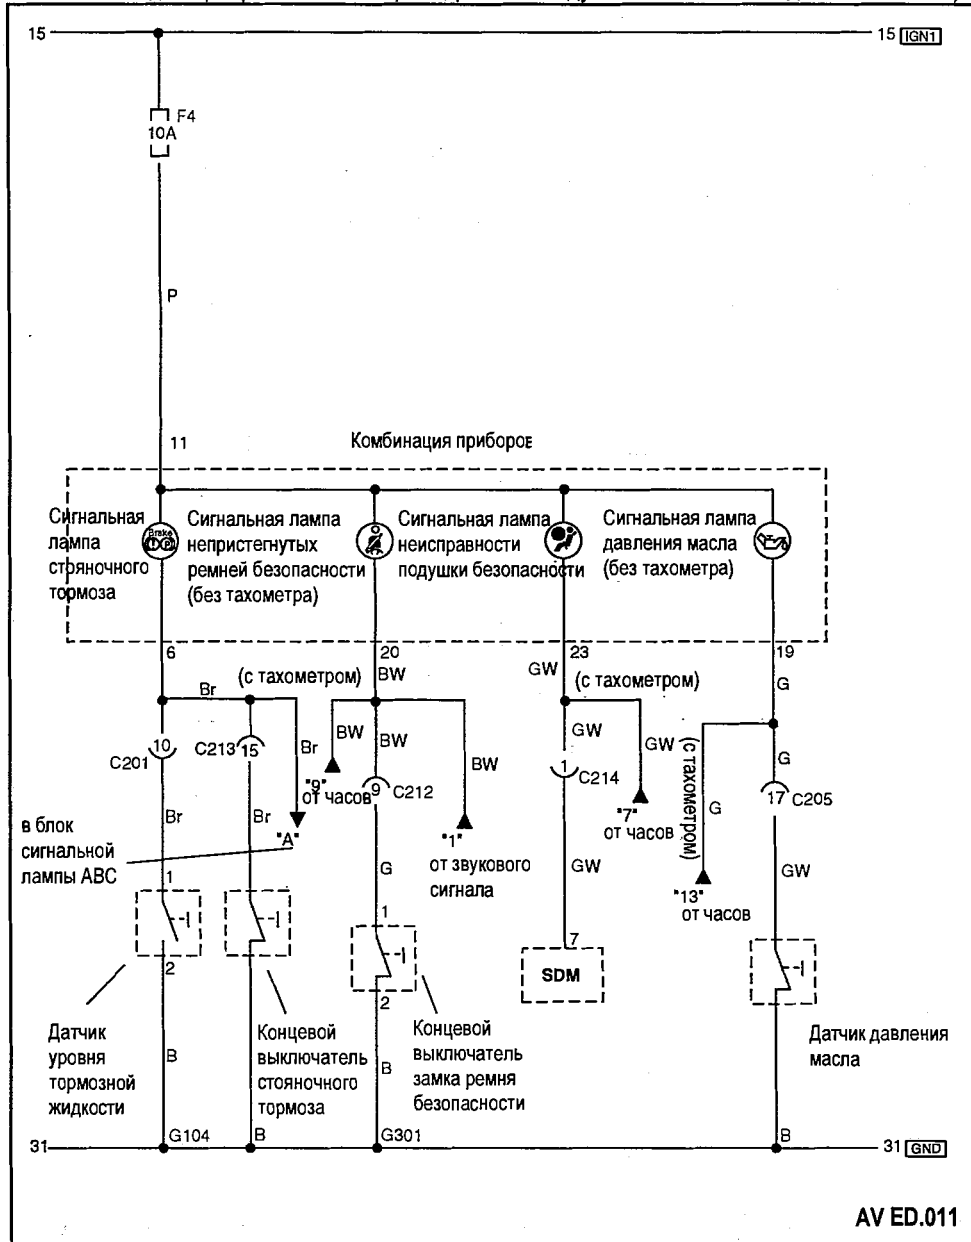 15
15 IGN1
F4
10A
P
11
Комбинация приборов
Сигнальная
лампа
стояночного
тормоза
Brake
Сигнальная лампа
непристегнутых
ремней безопасности
(без тахометра)
Сигнальная лампа
неисправности
подушки безопасности
Сигнальная лампа
давления масла
(без тахометра)
6
20
23
19
Br
(с тахометром)
BW
GW
(с тахометром)
G
10
C201
C213
15
Br
BW
"9"
от часов
BW
9
C212
BW
GW
1
C214
GW
"7"
от часов
(с тахометром)
G
G
17
C205
Br
"A"
в блок
сигнальной
лампы АВС
G
"1"
от звукового
сигнала
GW
"13"
от часов
GW
1
2
1
2
7
SDM
Датчик
уровня
тормозной
жидкости
B
Концевой
выключатель
стояночного
тормоза
B
Концевой
выключатель
замка ремня
безопасности
Датчик давления
масла
31
G104
B
G301
B
31 GND
AV ED.011